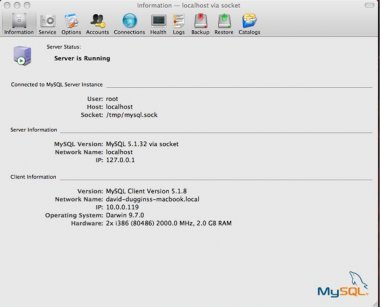 Information — localhost via socket
Information Service Options Accounts Connections Health Logs Backup Restore Catalogs
Server Status:
Server is Running
Connected to MySQL Server Instance
User: root
Host: localhost
Socket: /tmp/mysql.sock
Server Information
MySQL Version: MySQL 5.1.32 via socket
Network Name: localhost
IP: 127.0.0.1
Client Information
Version: MySQL Client Version 5.1.8
Network Name: david-dugginss-macbook.local
IP: 10.0.0.119
Operating System: Darwin 9.7.0
Hardware: 2x i386 (80486) 2000.0 MHz, 2.0 GB RAM
MySQL